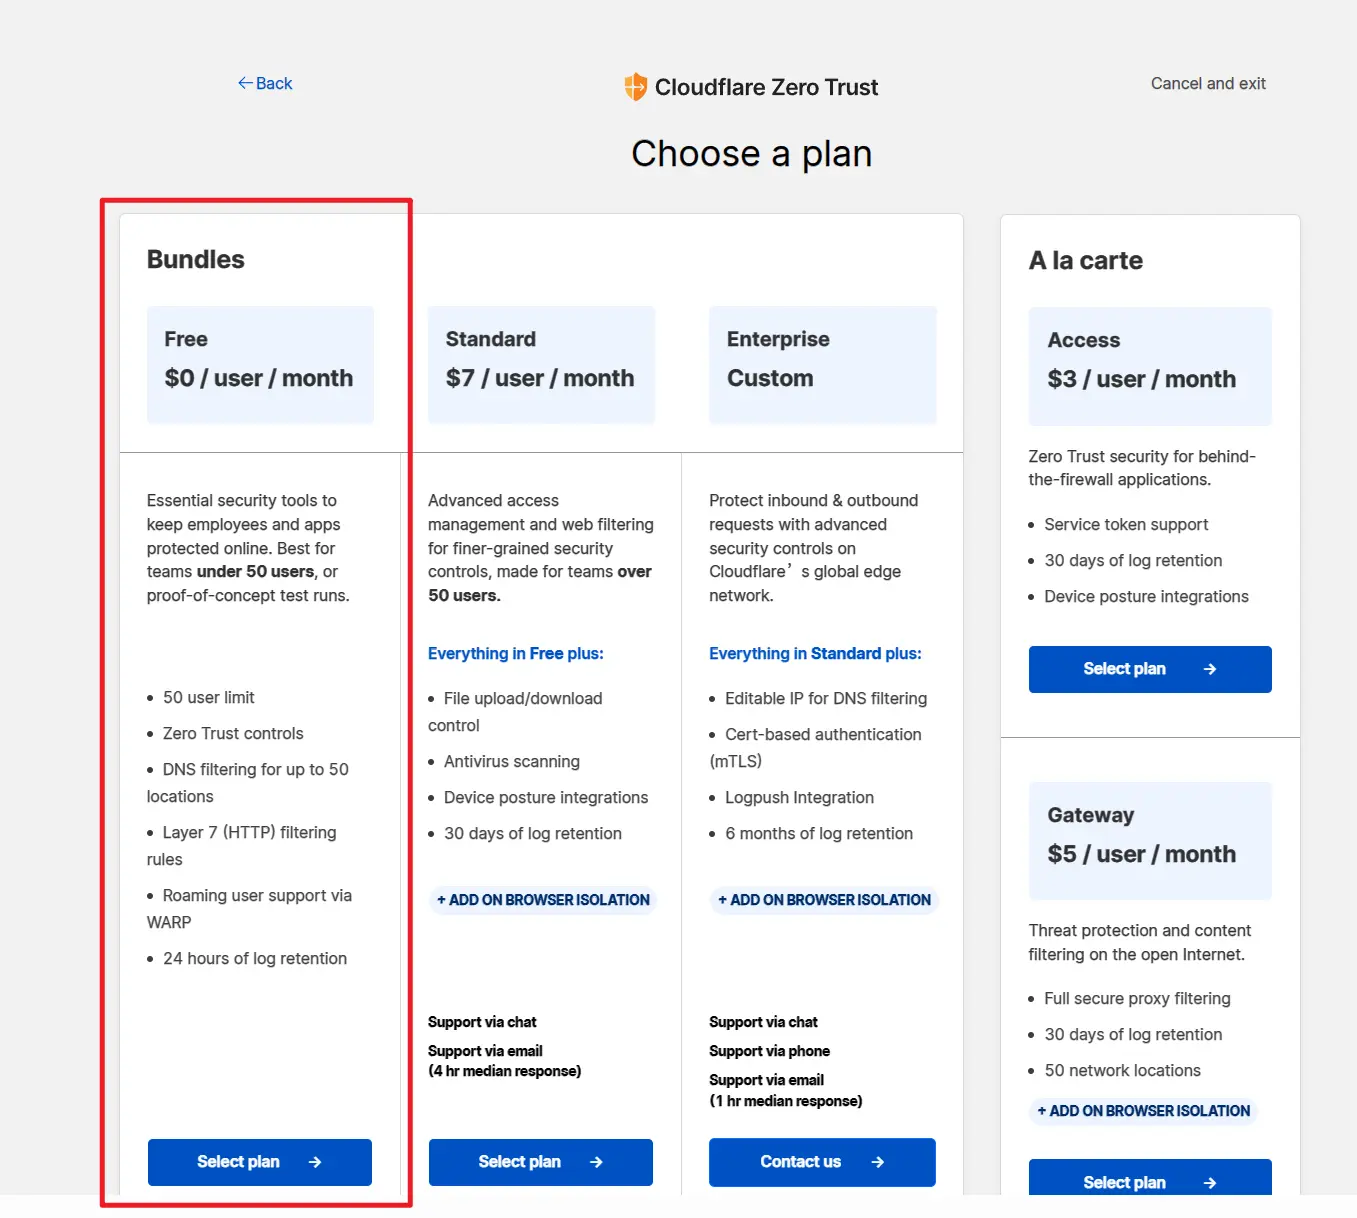 Back
Cloudflare Zero Trust
Cancel and exit
Choose a plan
Bundles
Free
$0 / user / month
Essential security tools to
keep employees and apps
protected online. Best for
teams under 50 users, or
proof-of-concept test runs.
• 50 user limit
• Zero Trust controls
• DNS filtering for up to 50
locations
• Layer 7 (HTTP) filtering
rules
• Roaming user support via
WARP
• 24 hours of log retention
Select plan
Standard
$7 / user / month
Advanced access
management and web filtering
for finer-grained security
controls, made for teams over
50 users.
Everything in Free plus:
• File upload/download
control
• Antivirus scanning
• Device posture integrations
• 30 days of log retention
+ ADD ON BROWSER ISOLATION
Support via chat
Support via email
(4 hr median response)
Select plan
Enterprise
Custom
Protect inbound & outbound
requests with advanced
security controls on
Cloudflare’s global edge
network.
Everything in Standard plus:
• Editable IP for DNS filtering
• Cert-based authentication
(mTLS)
• Logpush Integration
• 6 months of log retention
+ ADD ON BROWSER ISOLATION
Support via chat
Support via phone
Support via email
(1 hr median response)
Contact us
A la carte
Access
$3 / user / month
Zero Trust security for behind-
the-firewall applications.
• Service token support
• 30 days of log retention
• Device posture integrations
Select plan
Gateway
$5 / user / month
Threat protection and content
filtering on the open Internet.
• Full secure proxy filtering
• 30 days of log retention
• 50 network locations
+ ADD ON BROWSER ISOLATION
Select plan